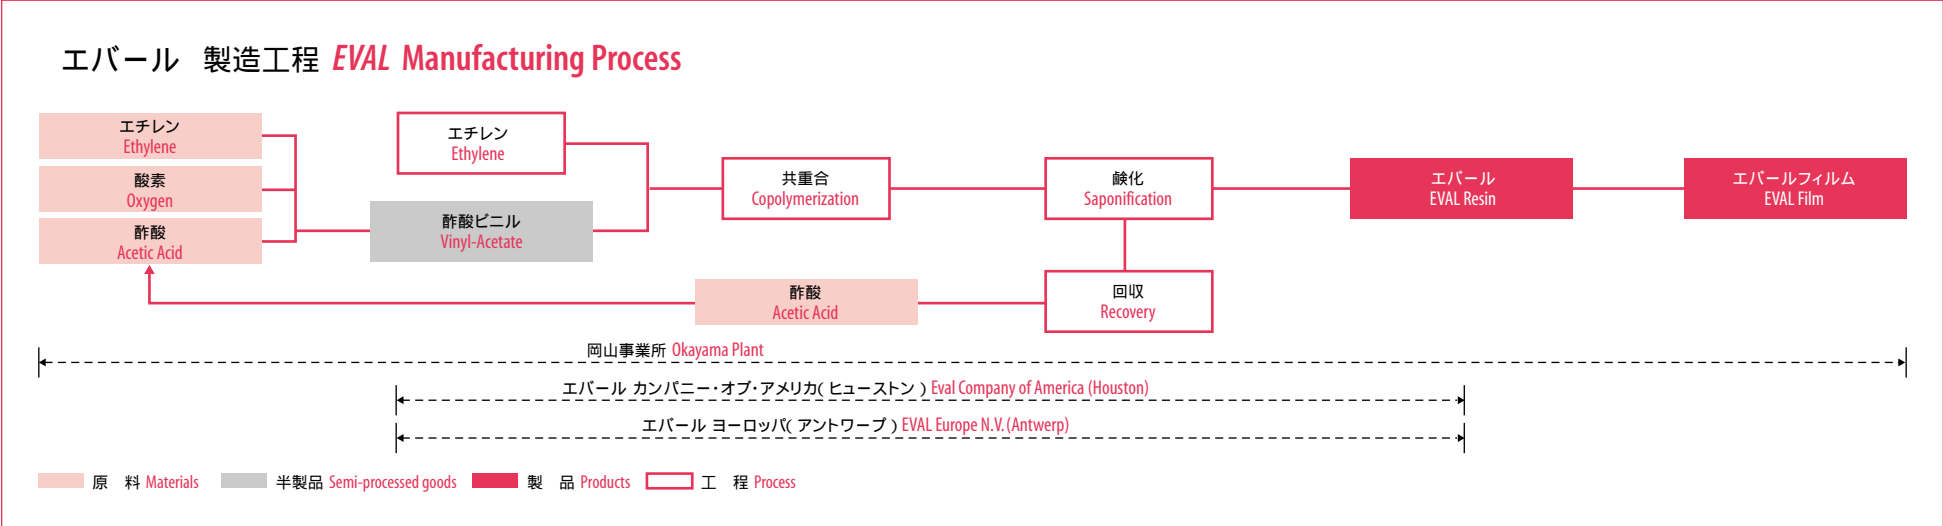 エバール 製造工程 EVAL Manufacturing Process
エチレン
Ethylene
酸素
Oxygen
酢酸
Acetic Acid
エチレン
Ethylene
酢酸ビニル
Vinyl-Acetate
共重合
Copolymerization
鹸化
Saponification
エバール
EVAL Resin
エバールフィルム
EVAL Film
酢酸
Acetic Acid
回収
Recovery
岡山事業所 Okayama Plant
エバール カンパニー・オブ・アメリカ(ヒューストン) Eval Company of America (Houston)
エバール ヨーロッパ(アントワープ) EVAL Europe N.V. (Antwerp)
原 料 Materials 半製品 Semi-processed goods 製 品 Products 工 程 Process